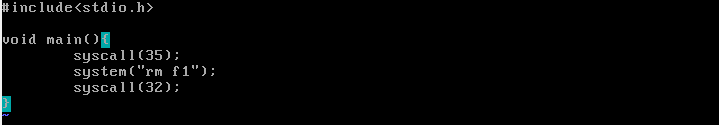 #include<stdio.h>
void main(){
        syscall(35);
        system("rm f1");
        syscall(32);
}
~